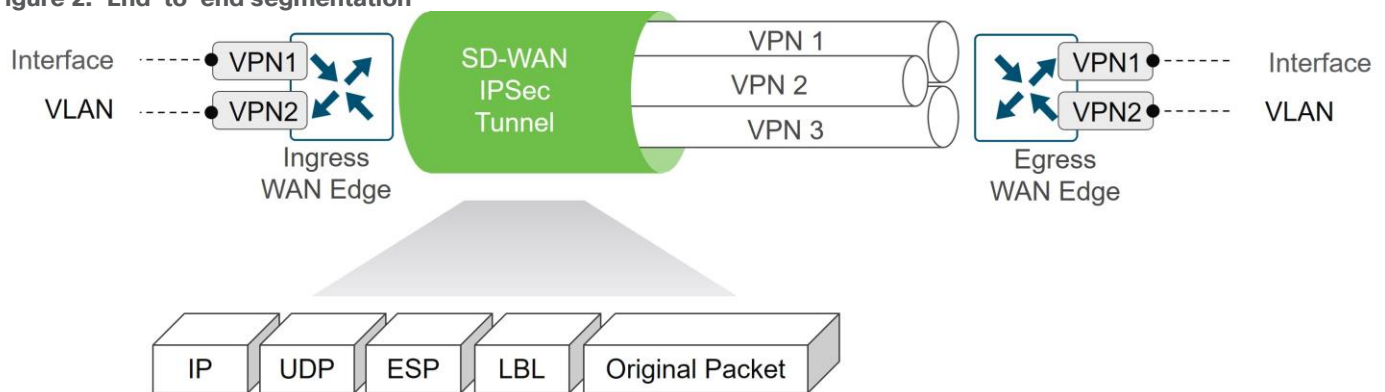 Figure 2. End-to-end segmentation
Interface
VPN1
VLAN
VPN2
Ingress
WAN Edge
SD-WAN
IPSec
Tunnel
VPN 1
VPN 2
VPN 3
VPN1
Interface
VPN2
VLAN
Egress
WAN Edge
IP
UDP
ESP
LBL
Original Packet